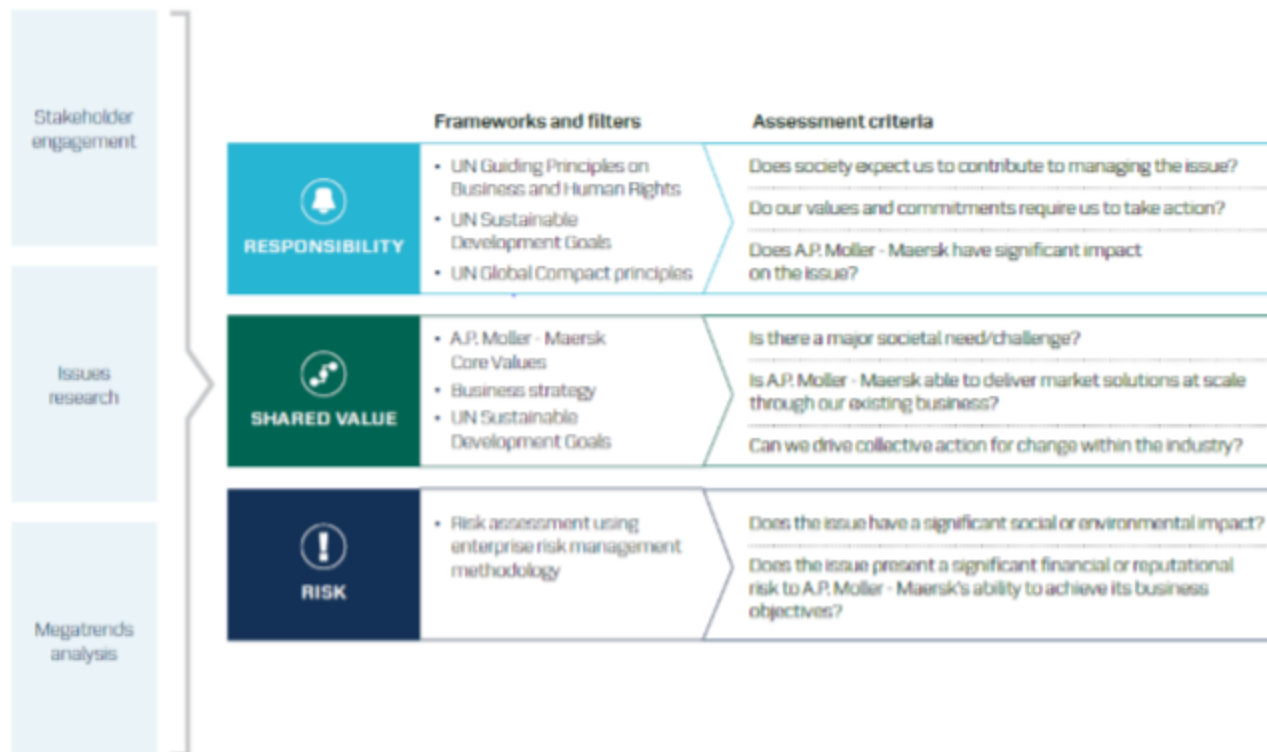 Stakeholder
engagement
Issues
research
Megatrends
analysis
Frameworks and filters
Assessment criteria
RESPONSIBILITY
• UN Guiding Principles on
Business and Human Rights
• UN Sustainable
Development Goals
• UN Global Compact principles
Does society expect us to contribute to managing the issue?
Do our values and commitments require us to take action?
Does A.P. Moller - Maersk have significant impact
on the issue?
SHARED VALUE
• A.P. Moller - Maersk
Core Values
• Business strategy
• UN Sustainable
Development Goals
Is there a major societal need/challenge?
Is A.P. Moller - Maersk able to deliver market solutions at scale
through our existing business?
Can we drive collective action for change within the industry?
RISK
• Risk assessment using
enterprise risk management
methodology
Does the issue have a significant social or environmental impact?
Does the issue present a significant financial or reputational
risk to A.P. Moller - Maersk's ability to achieve its business
objectives?